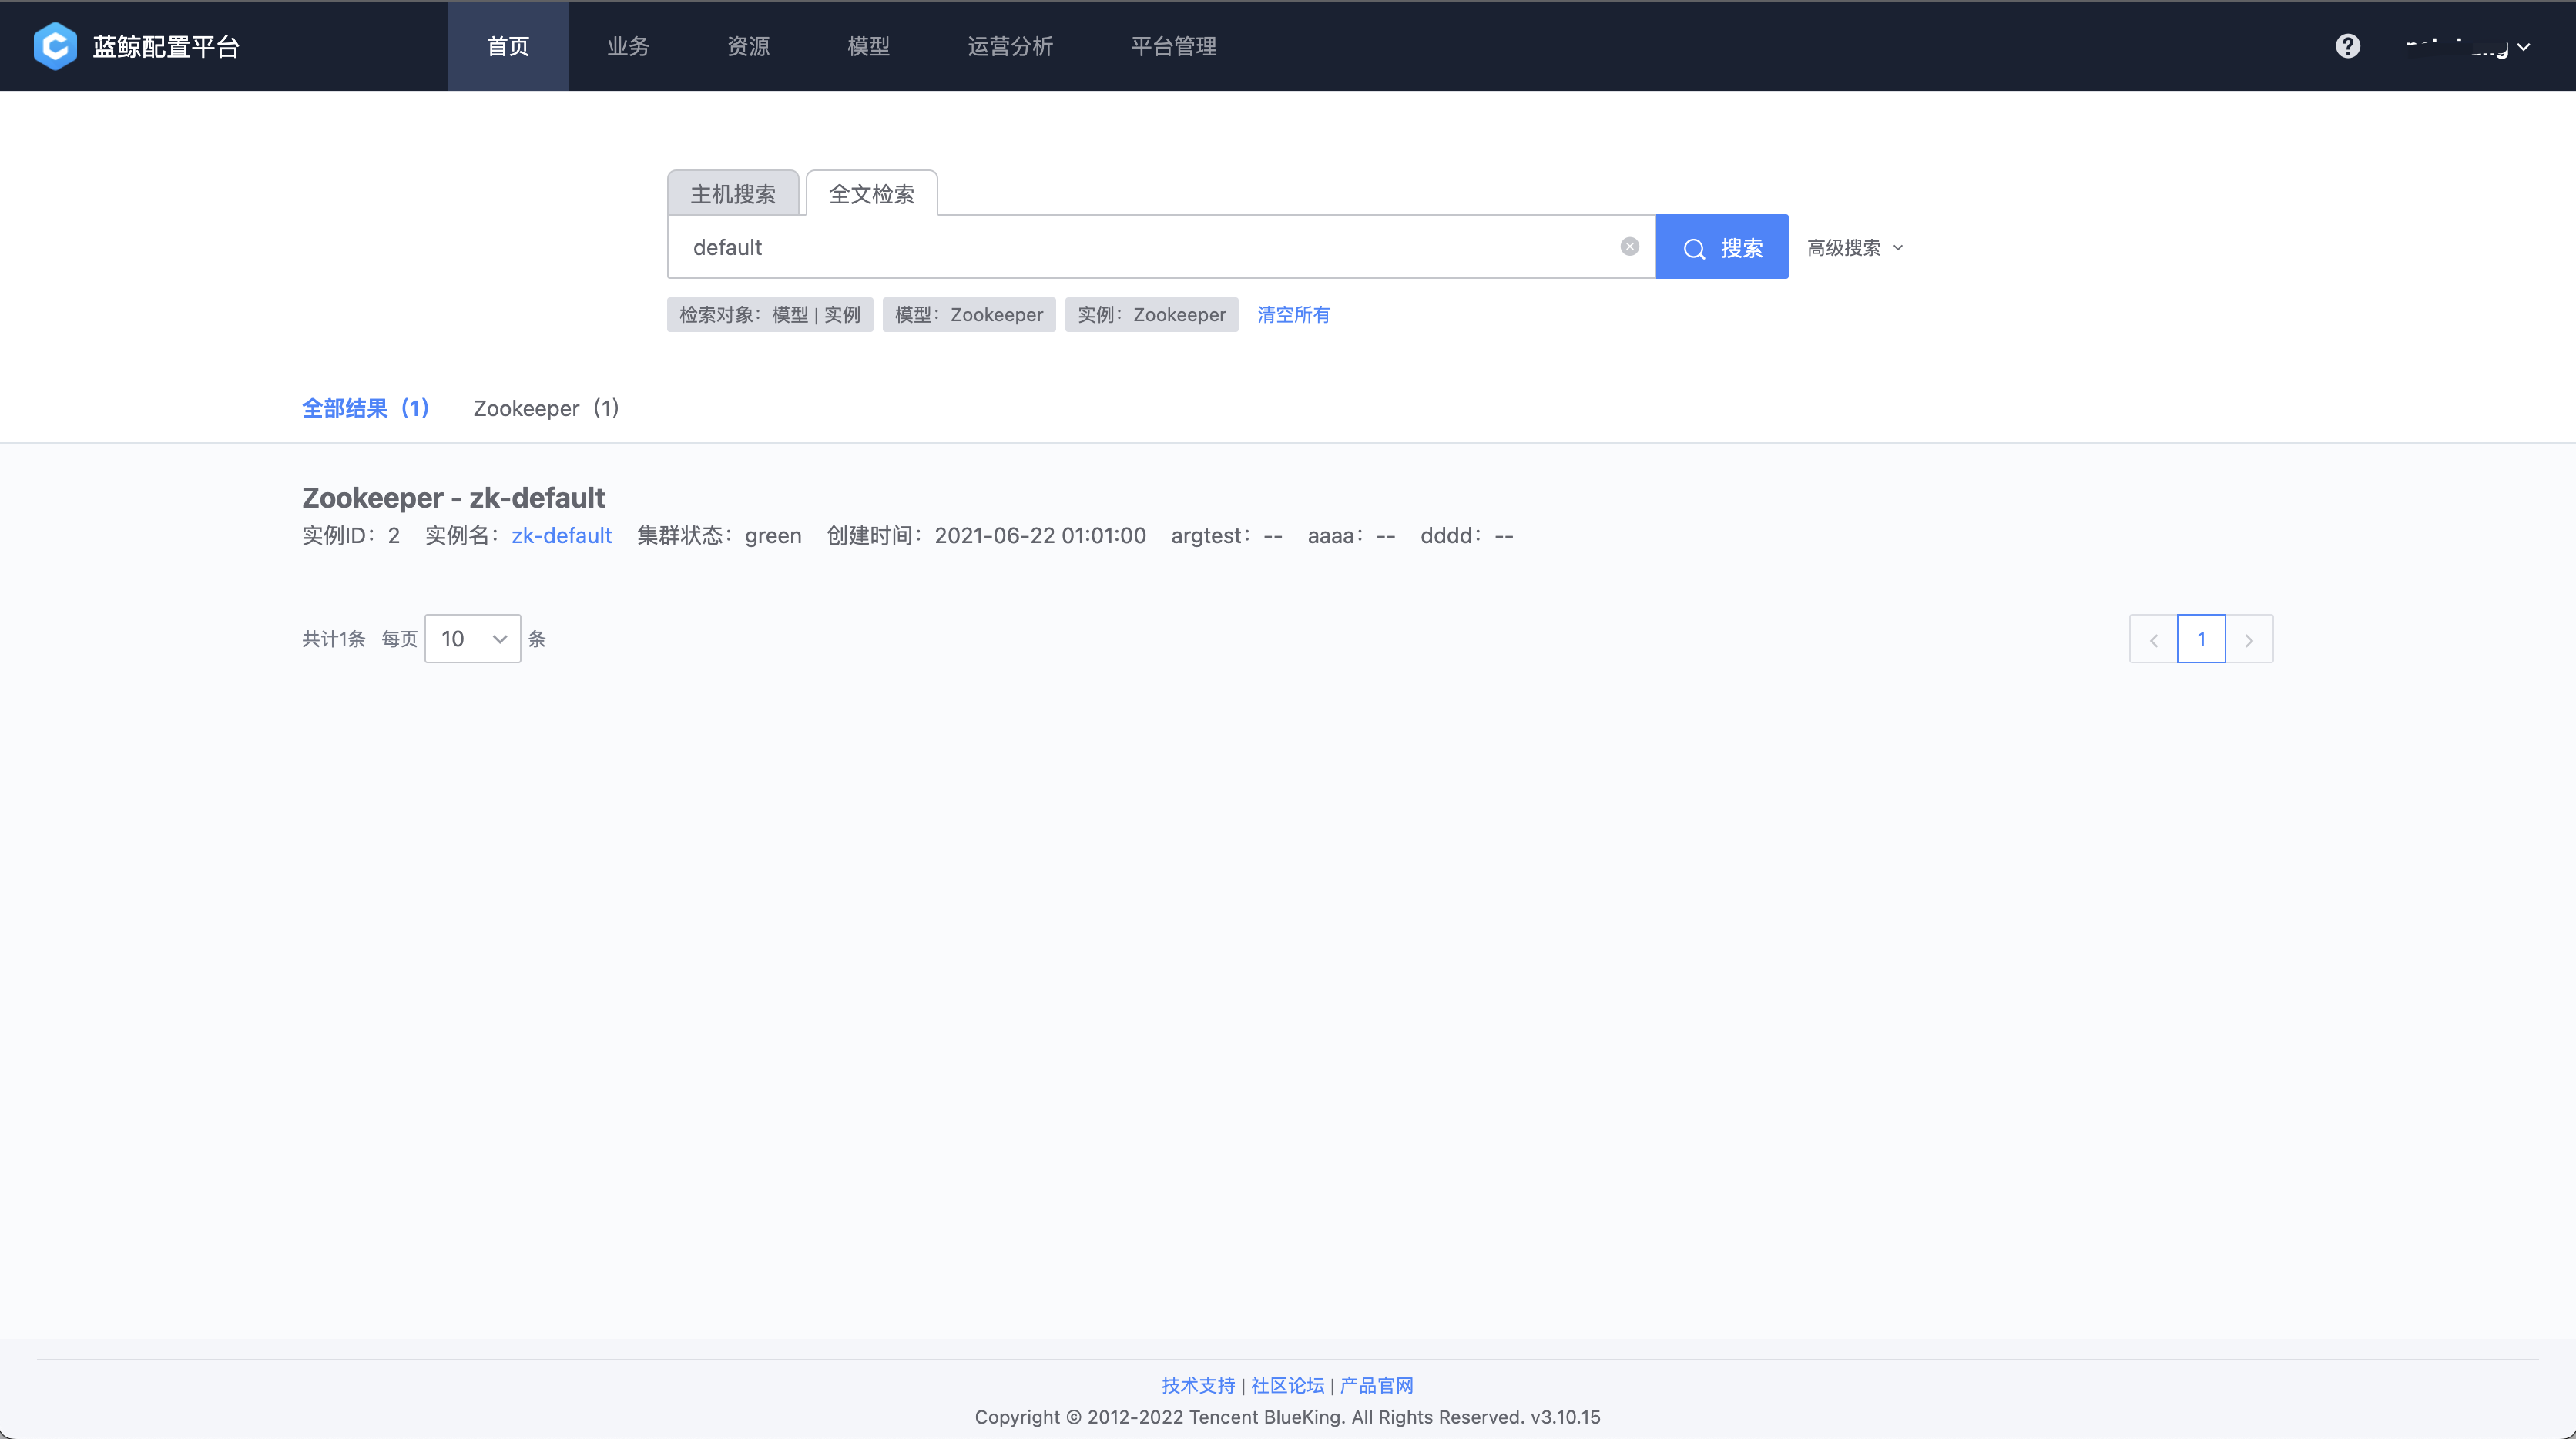 蓝鲸配置平台 首页 业务 资源 模型 运营分析 平台管理
主机搜索 全文检索
default 搜索 高级搜索
检索对象：模型 | 实例 模型：Zookeeper 实例：Zookeeper 清空所有
全部结果（1） Zookeeper（1）
Zookeeper - zk-default
实例ID：2 实例名：zk-default 集群状态：green 创建时间：2021-06-22 01:01:00 argtest：-- aaaa：-- dddd：--
共计1条 每页 10 条 1
技术支持 | 社区论坛 | 产品官网
Copyright © 2012-2022 Tencent BlueKing. All Rights Reserved. v3.10.15